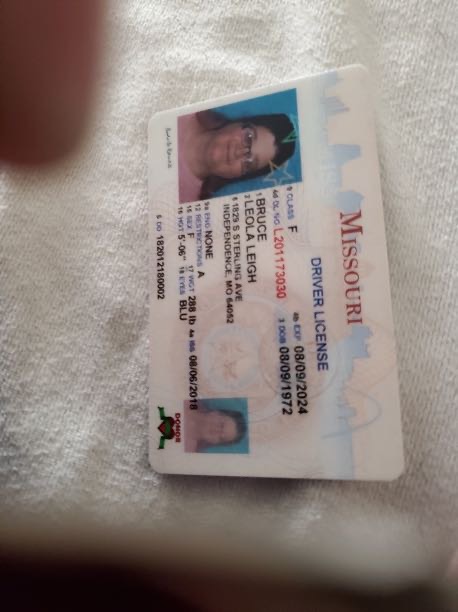 MISSOURI
DRIVER LICENSE
9 CLASS F
4d DL NO. L201173030
4b EXP 08/09/2024
3 DOB 08/09/1972
1 BRUCE
2 LEOLA LEIGH
8 1829 S STERLING AVE
INDEPENDENCE, MO 64052
9a END NONE
12 RESTRICTIONS A
15 SEX F
17 WGT 288 lb
4a ISS 08/06/2018
16 HGT 5'-06"
18 EYES BLU
5 DD 182012180002
DONOR